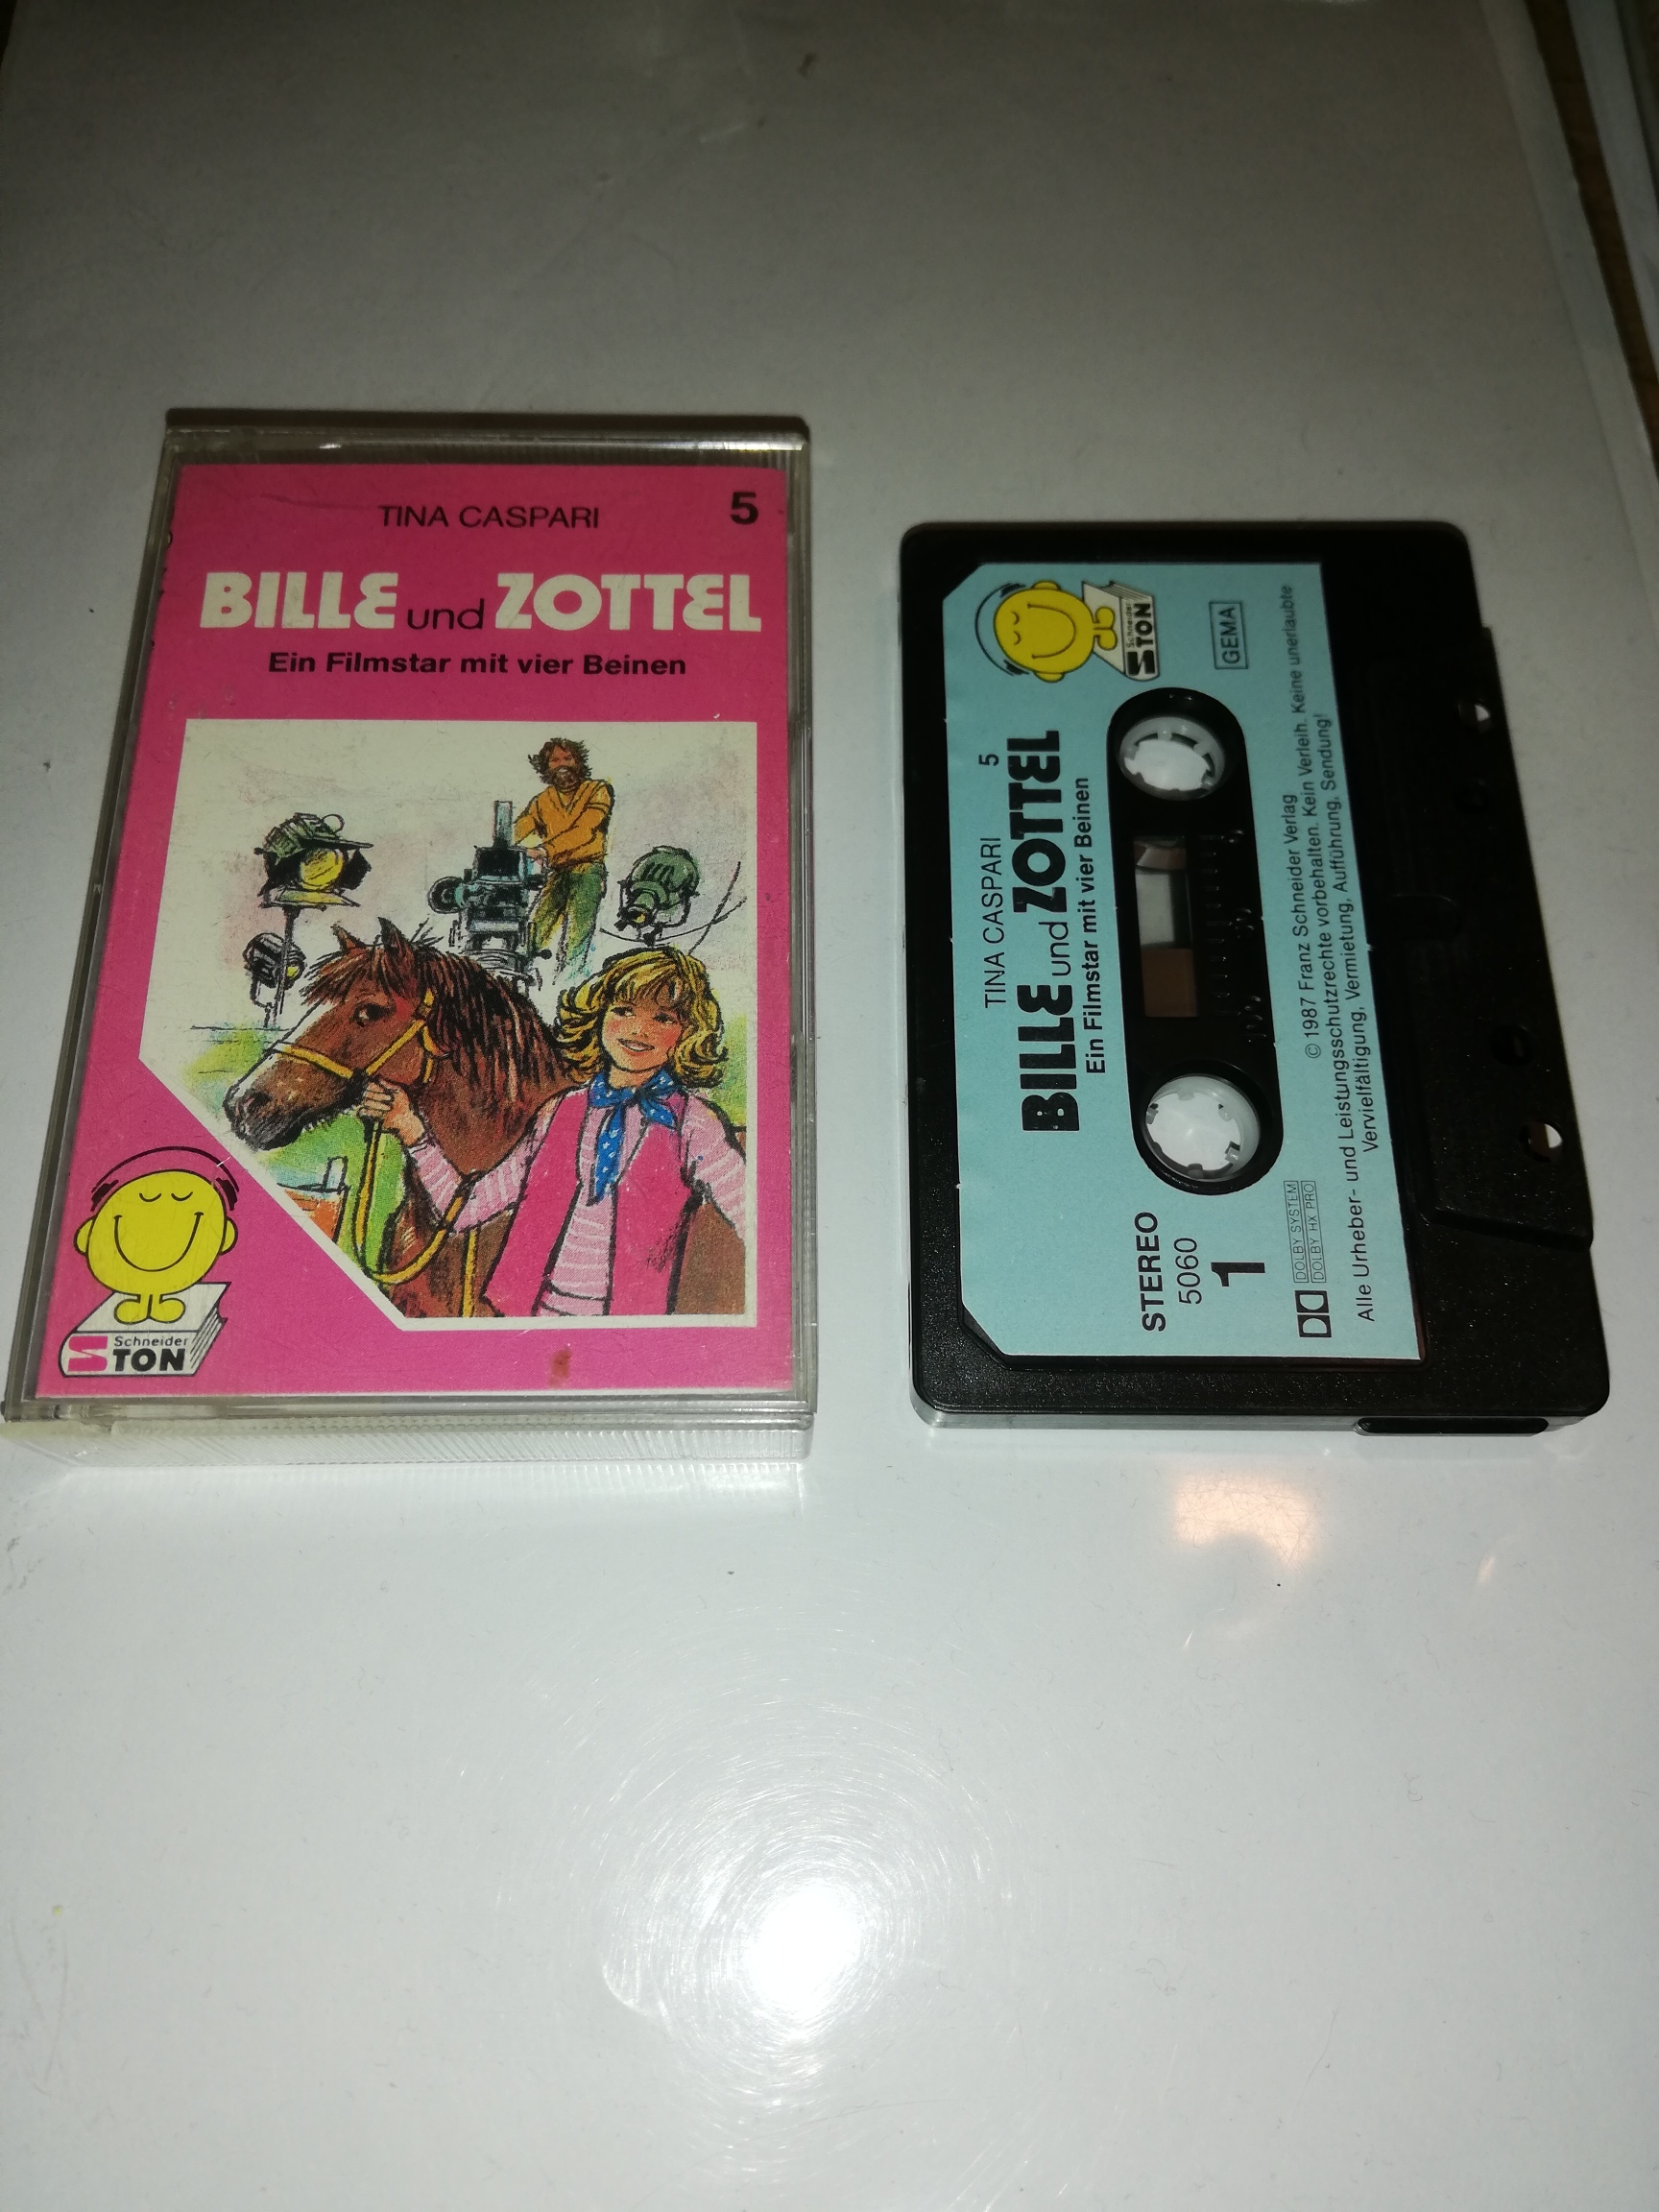 TINA CASPARI
5
BILLE und ZOTTEL
Ein Filmstar mit vier Beinen
Schneider
TON
TINA CASPARI 5
BILLE und ZOTTEL
Ein Filmstar mit vier Beinen
Schneider
TON
GEMA
STEREO
5060
1
DOLBY SYSTEM
DOLBY HX PRO
© 1987 Franz Schneider Verlag
Alle Urheber- und Leistungsschutzrechte vorbehalten. Kein Verleih. Keine unerlaubte
Vervielfältigung, Vermietung, Aufführung, Sendung!